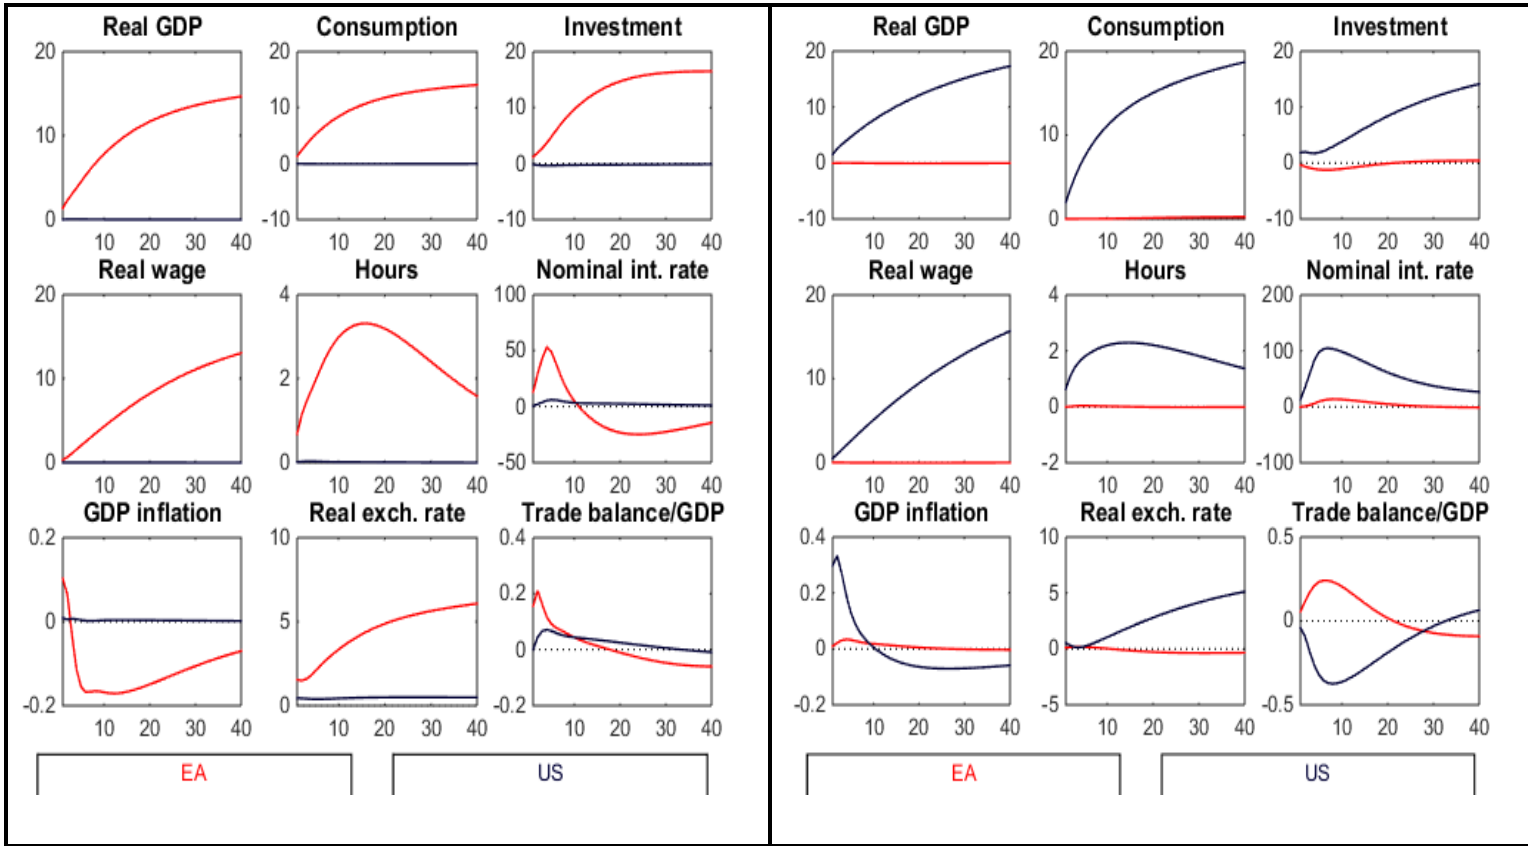 Real GDP Consumption Investment
20 20 20
10 10
10
0 0
0 -10 -10
10 20 30 40 10 20 30 40 10 20 30 40
Real wage Hours Nominal int. rate
20 4 100
50
10 2
0
0 0 -50
10 20 30 40 10 20 30 40 10 20 30 40
GDP inflation Real exch. rate Trade balance/GDP
0.2 10 0.4
0.2
0 5
0
-0.2 0 -0.2
10 20 30 40 10 20 30 40 10 20 30 40
EA US
Real GDP Consumption Investment
20 20 20
10 10
10
0 0
-10 0 -10
10 20 30 40 10 20 30 40 10 20 30 40
Real wage Hours Nominal int. rate
20 4 200
2 100
10
0 0
0 -2 -100
10 20 30 40 10 20 30 40 10 20 30 40
GDP inflation Real exch. rate Trade balance/GDP
0.4 10 0.5
0.2 5
0
0 0
-0.2 -5 -0.5
10 20 30 40 10 20 30 40 10 20 30 40
EA US